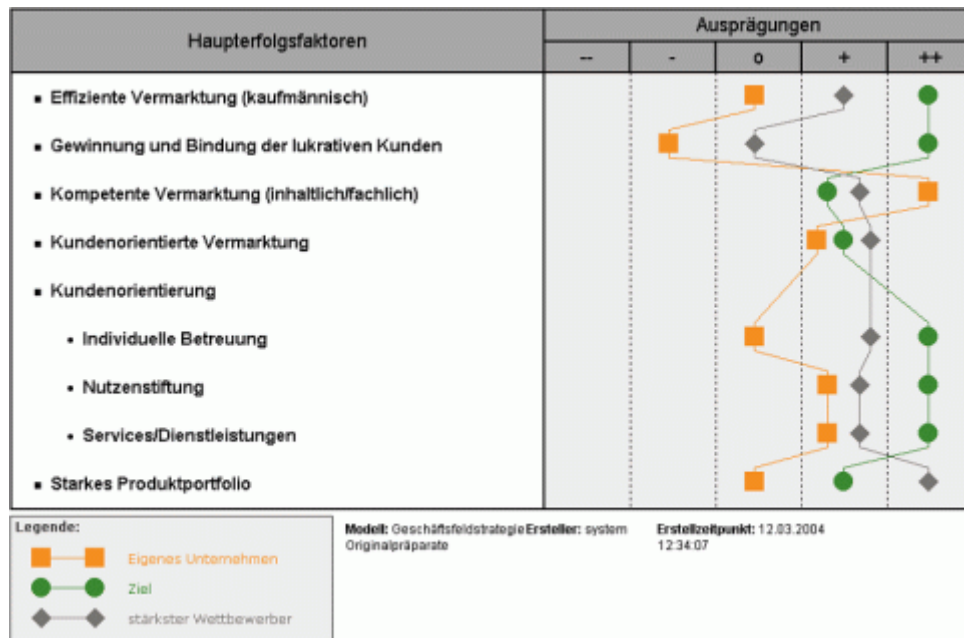 Haupterfolgsfaktoren
Ausprägungen
-- - o + ++
Effiziente Vermarktung (kaufmännisch)
Gewinnung und Bindung der lukrativen Kunden
Kompetente Vermarktung (inhaltlich/fachlich)
Kundenorientierte Vermarktung
Kundenorientierung
Individuelle Betreuung
Nutzenstiftung
Services/Dienstleistungen
Starkes Produktportfolio
Legende:
Eigenes Unternehmen
Ziel
stärkster Wettbewerber
Modell: Geschäftsfeldstrategie Ersteller: system Erstellzeitpunkt: 12.03.2004
Originalpräparate 12:34:07